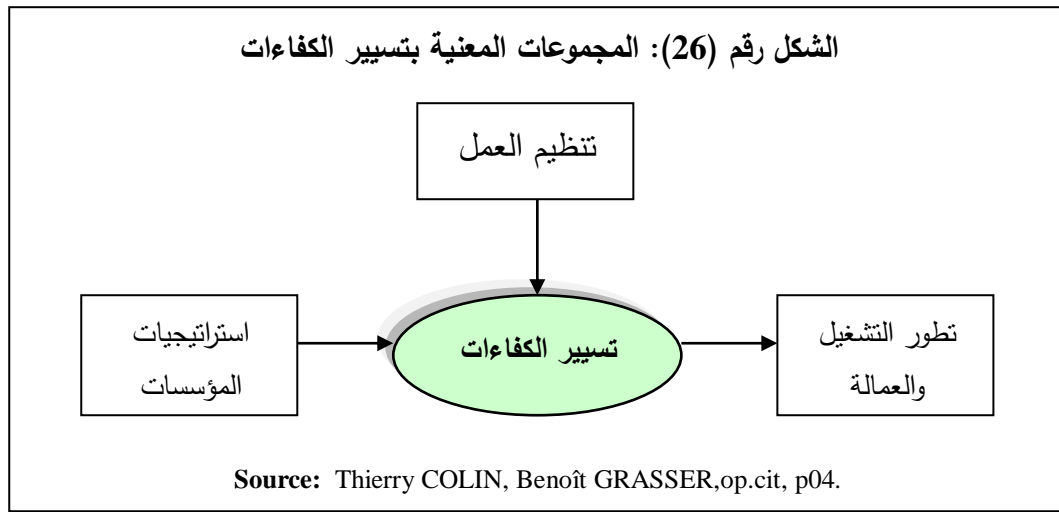 الشكل رقم (26): المجموعات المعنية بتسيير الكفاءات
تنظيم العمل
استراتيجيات
المؤسسات
تسيير الكفاءات
تطور التشغيل
والعمالة
Source: Thierry COLIN, Benoît GRASSER,op.cit, p04.